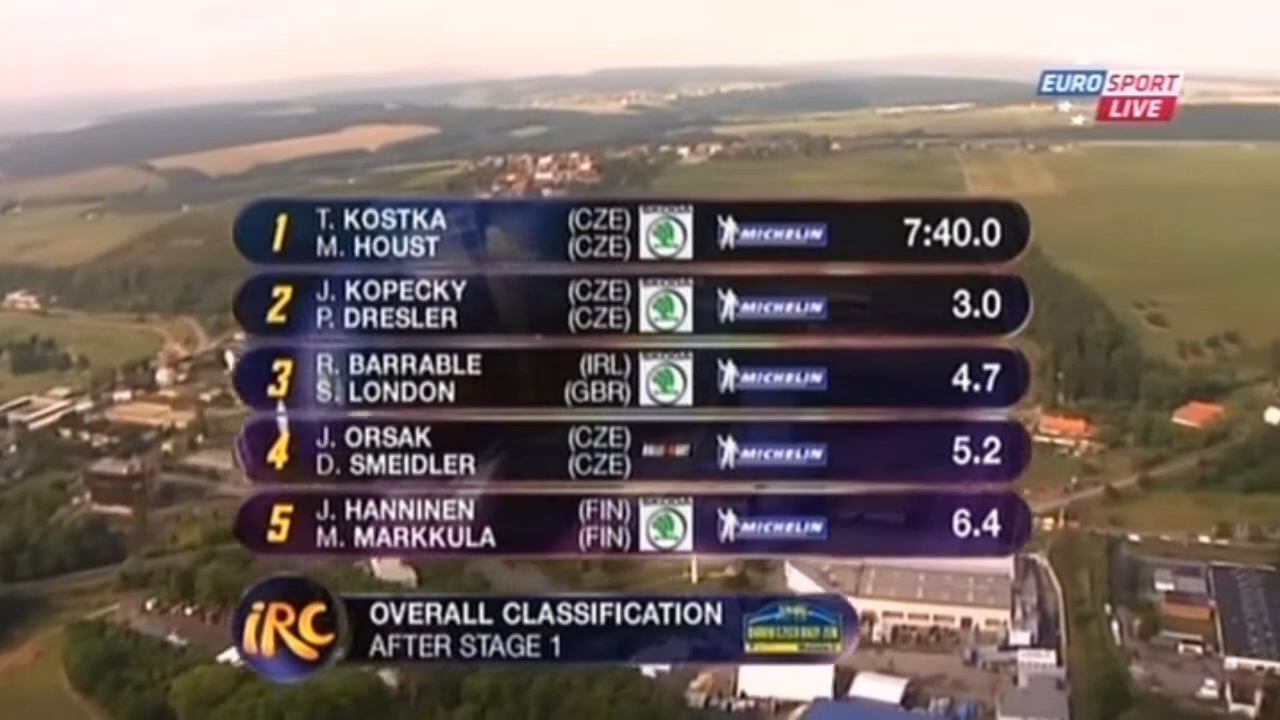 EUROSPORT
LIVE
1 T. KOSTKA (CZE) MICHELIN 7:40.0
M. HOUST (CZE)
2 J. KOPECKY (CZE) MICHELIN 3.0
P. DRESLER (CZE)
3 R. BARRABLE (IRL) MICHELIN 4.7
S. LONDON (GBR)
4 J. ORSAK (CZE) MICHELIN 5.2
D. SMEIDLER (CZE)
5 J. HANNINEN (FIN) MICHELIN 6.4
M. MARKKULA (FIN)
iRC OVERALL CLASSIFICATION
AFTER STAGE 1